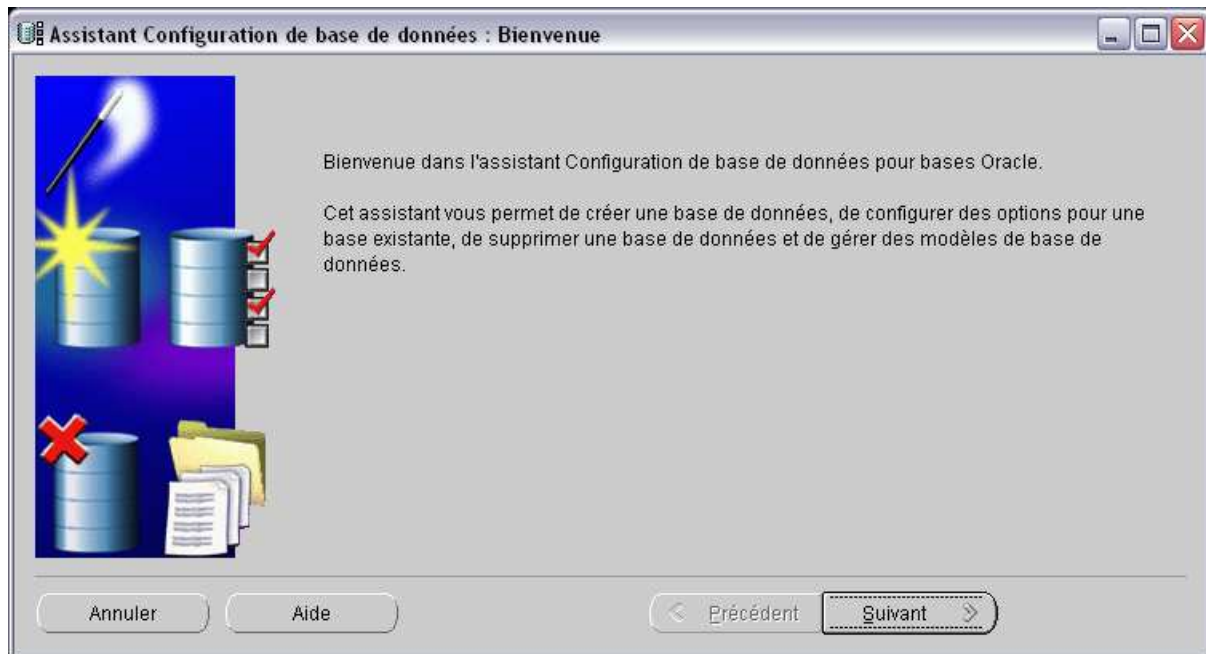 Assistant Configuration de base de données : Bienvenue
Bienvenue dans l'assistant Configuration de base de données pour bases Oracle.
Cet assistant vous permet de créer une base de données, de configurer des options pour une
base existante, de supprimer une base de données et de gérer des modèles de base de
données.
Annuler
Aide
Précédent
Suivant